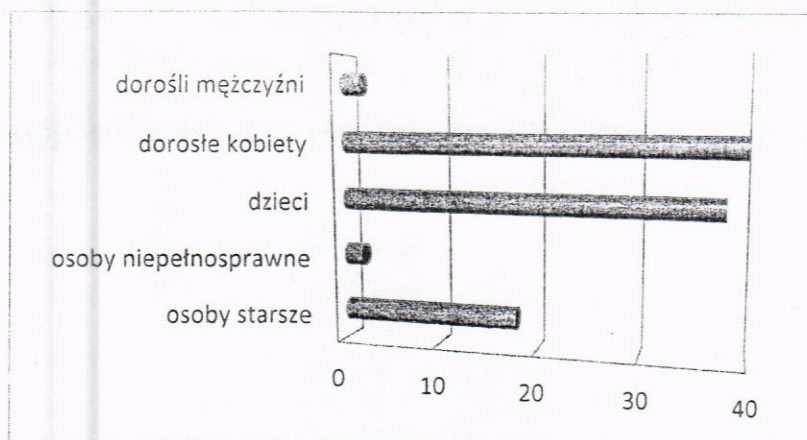 dorośli mężczyźni
dorosłe kobiety
dzieci
osoby niepełnosprawne
osoby starsze
0
10
20
30
40